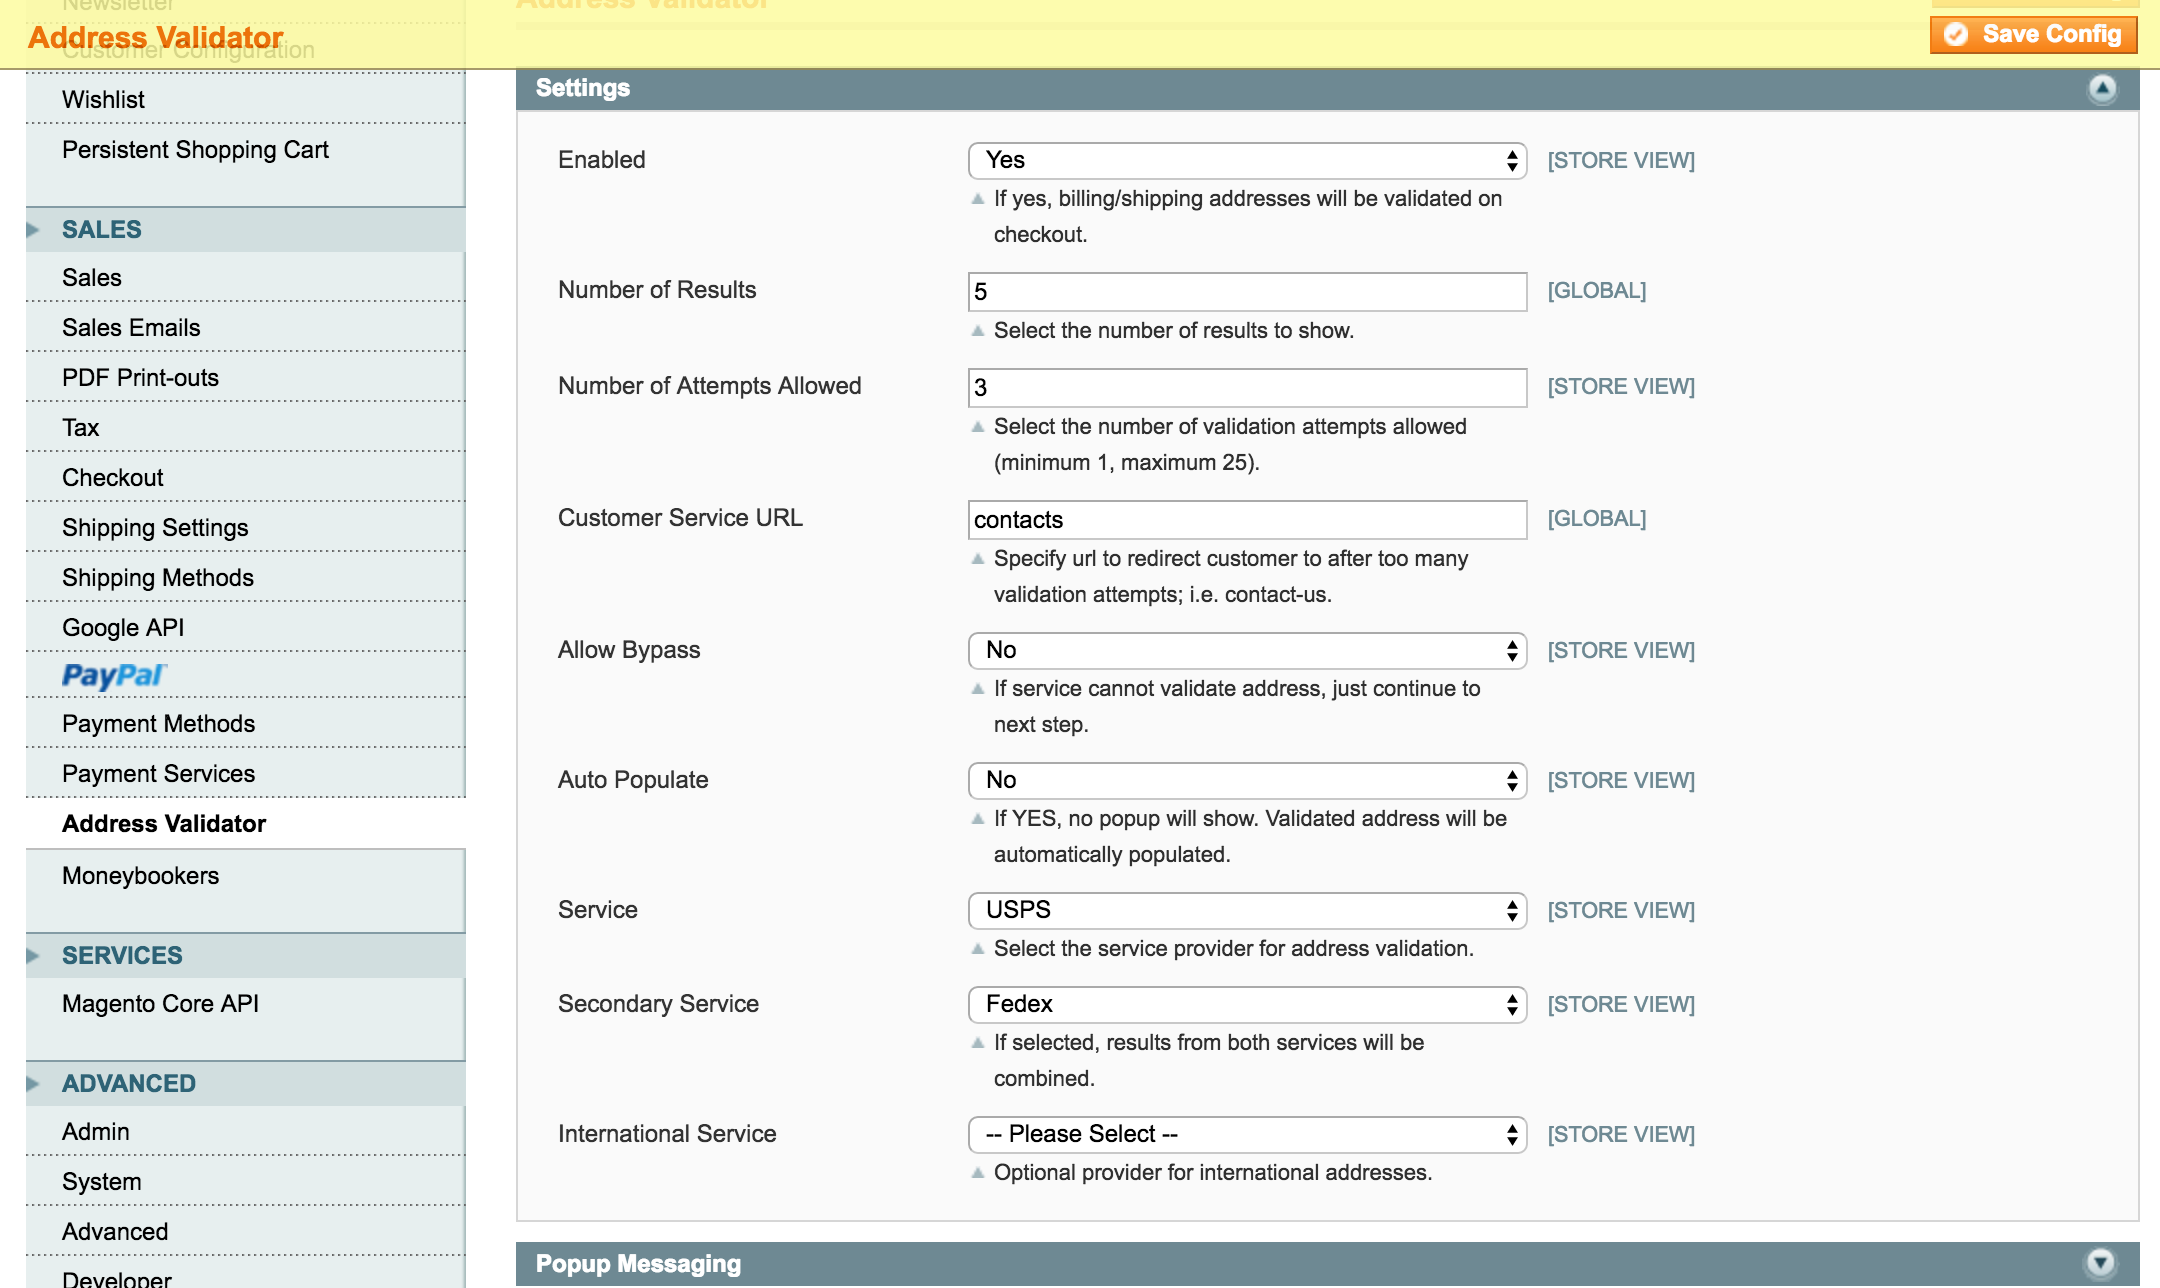 Newsletter
Address Validator
Customer Configuration
Wishlist
Persistent Shopping Cart
SALES
Sales
Sales Emails
PDF Print-outs
Tax
Checkout
Shipping Settings
Shipping Methods
Google API
PayPal
Payment Methods
Payment Services
Address Validator
Moneybookers
SERVICES
Magento Core API
ADVANCED
Admin
System
Advanced
Developer
Address Validator
Save Config
Settings
Enabled
Yes
[STORE VIEW]
If yes, billing/shipping addresses will be validated on
checkout.
Number of Results
5
[GLOBAL]
Select the number of results to show.
Number of Attempts Allowed
3
[STORE VIEW]
Select the number of validation attempts allowed
(minimum 1, maximum 25).
Customer Service URL
contacts
[GLOBAL]
Specify url to redirect customer to after too many
validation attempts; i.e. contact-us.
Allow Bypass
No
[STORE VIEW]
If service cannot validate address, just continue to
next step.
Auto Populate
No
[STORE VIEW]
If YES, no popup will show. Validated address will be
automatically populated.
Service
USPS
[STORE VIEW]
Select the service provider for address validation.
Secondary Service
Fedex
[STORE VIEW]
If selected, results from both services will be
combined.
International Service
-- Please Select --
[STORE VIEW]
Optional provider for international addresses.
Popup Messaging